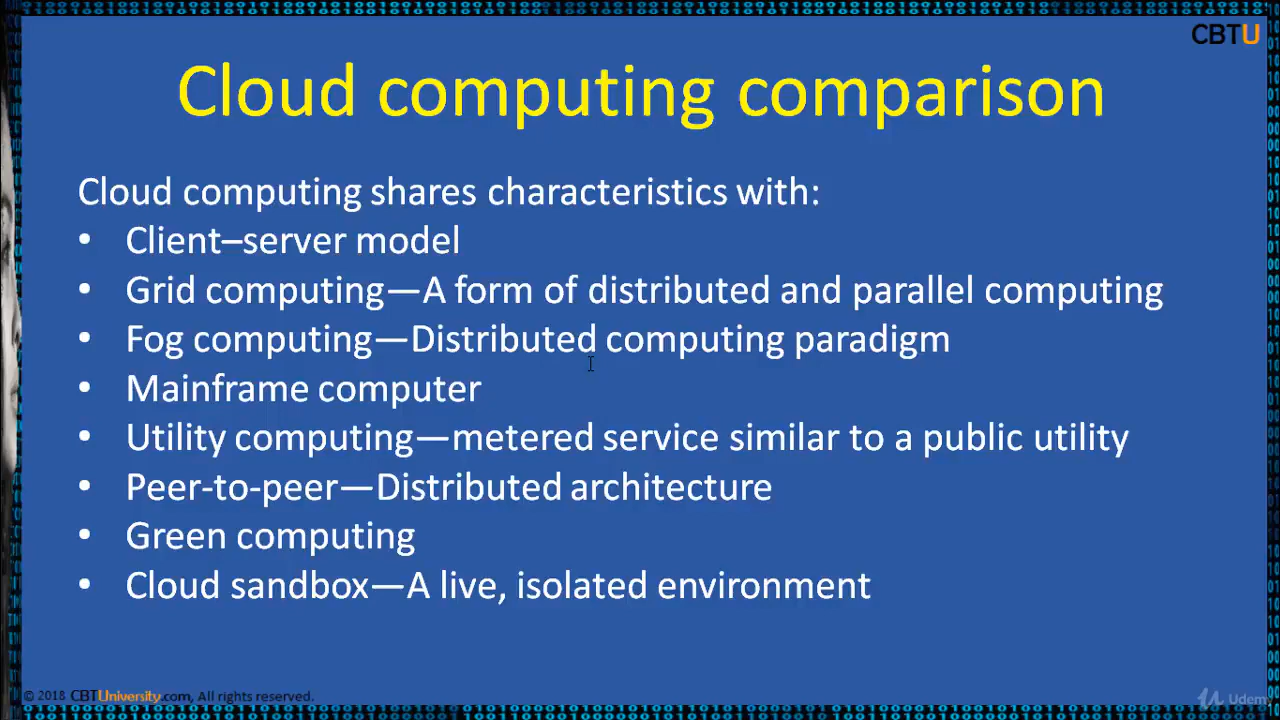 CBTU
Cloud computing comparison
Cloud computing shares characteristics with:
• Client–server model
• Grid computing—A form of distributed and parallel computing
• Fog computing—Distributed computing paradigm
• Mainframe computer
• Utility computing—metered service similar to a public utility
• Peer-to-peer—Distributed architecture
• Green computing
• Cloud sandbox—A live, isolated environment
© 2018 CBTUniversity.com, All rights reserved.
Udemy